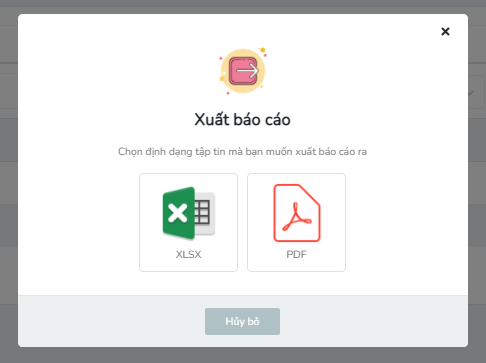 Xuất báo cáo
Chọn định dạng tập tin mà bạn muốn xuất báo cáo ra
XLSX
PDF
Hủy bỏ